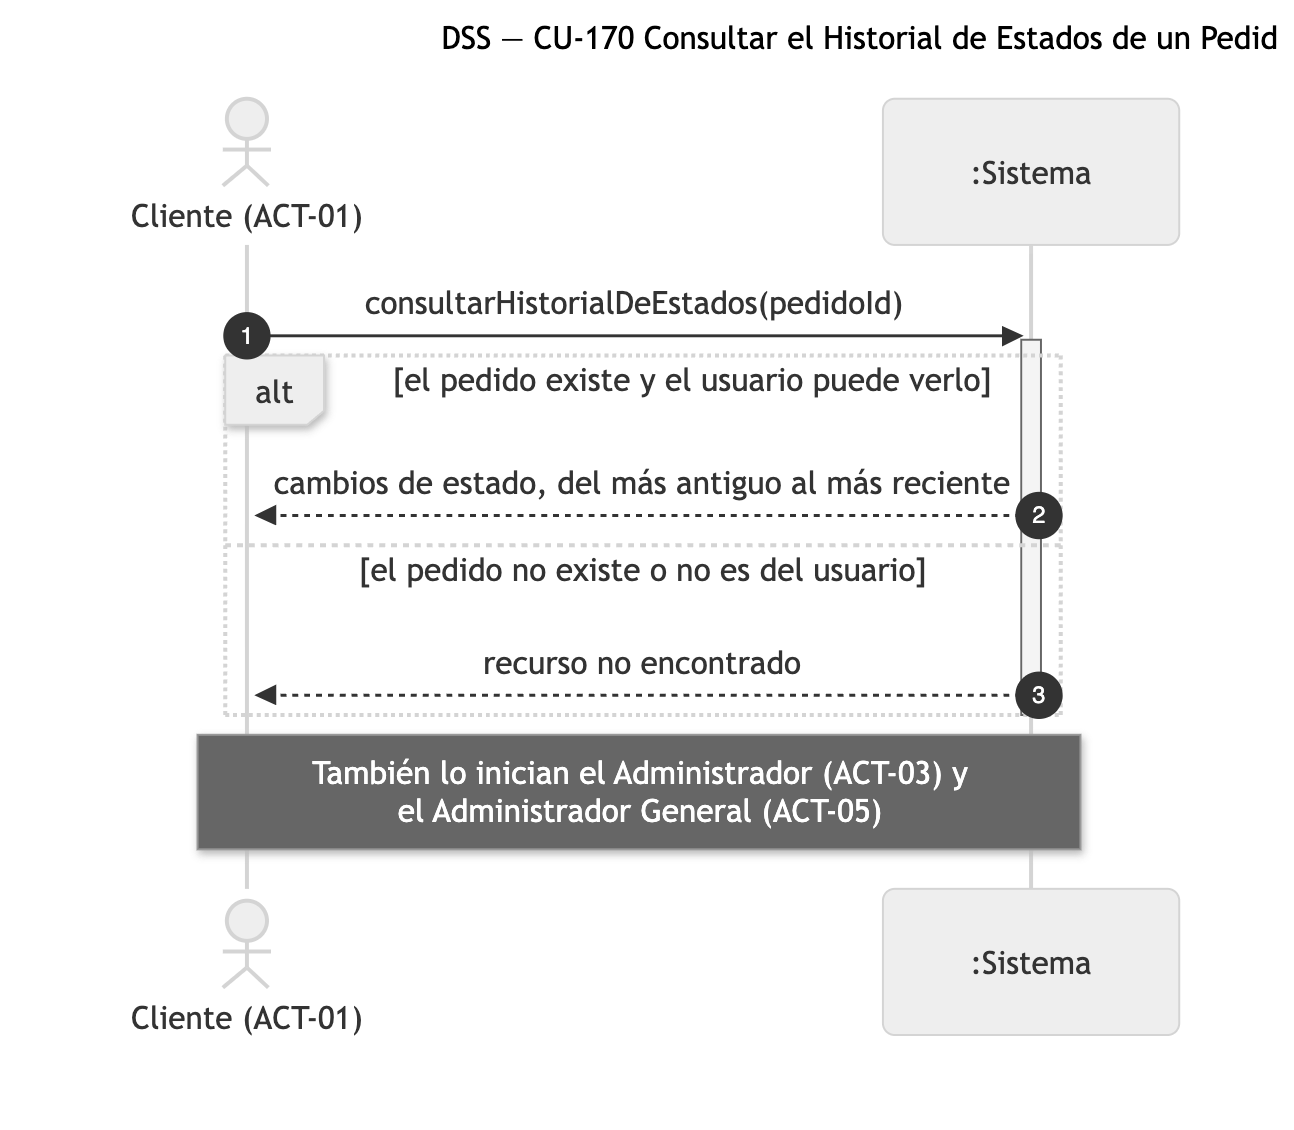 DSS — CU-170 Consultar el Historial de Estados de un Pedid
Cliente (ACT-01)
:Sistema
consultarHistorialDeEstados(pedidoId)
1
alt
[el pedido existe y el usuario puede verlo]
cambios de estado, del más antiguo al más reciente
2
[el pedido no existe o no es del usuario]
recurso no encontrado
3
También lo inician el Administrador (ACT-03) y
el Administrador General (ACT-05)
Cliente (ACT-01)
:Sistema